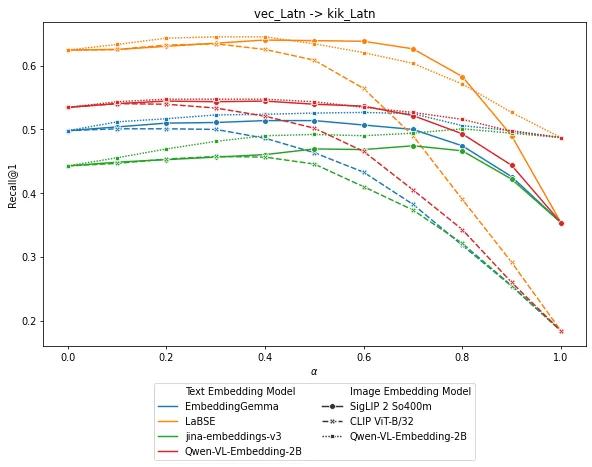 vec_Latn -> kik_Latn
Recall@1
0.6
0.5
0.4
0.3
0.2
0.0 0.2 0.4 0.6 0.8 1.0
α
Text Embedding Model
EmbeddingGemma
LaBSE
jina-embeddings-v3
Qwen-VL-Embedding-2B
Image Embedding Model
SigLIP 2 So400m
CLIP ViT-B/32
Qwen-VL-Embedding-2B